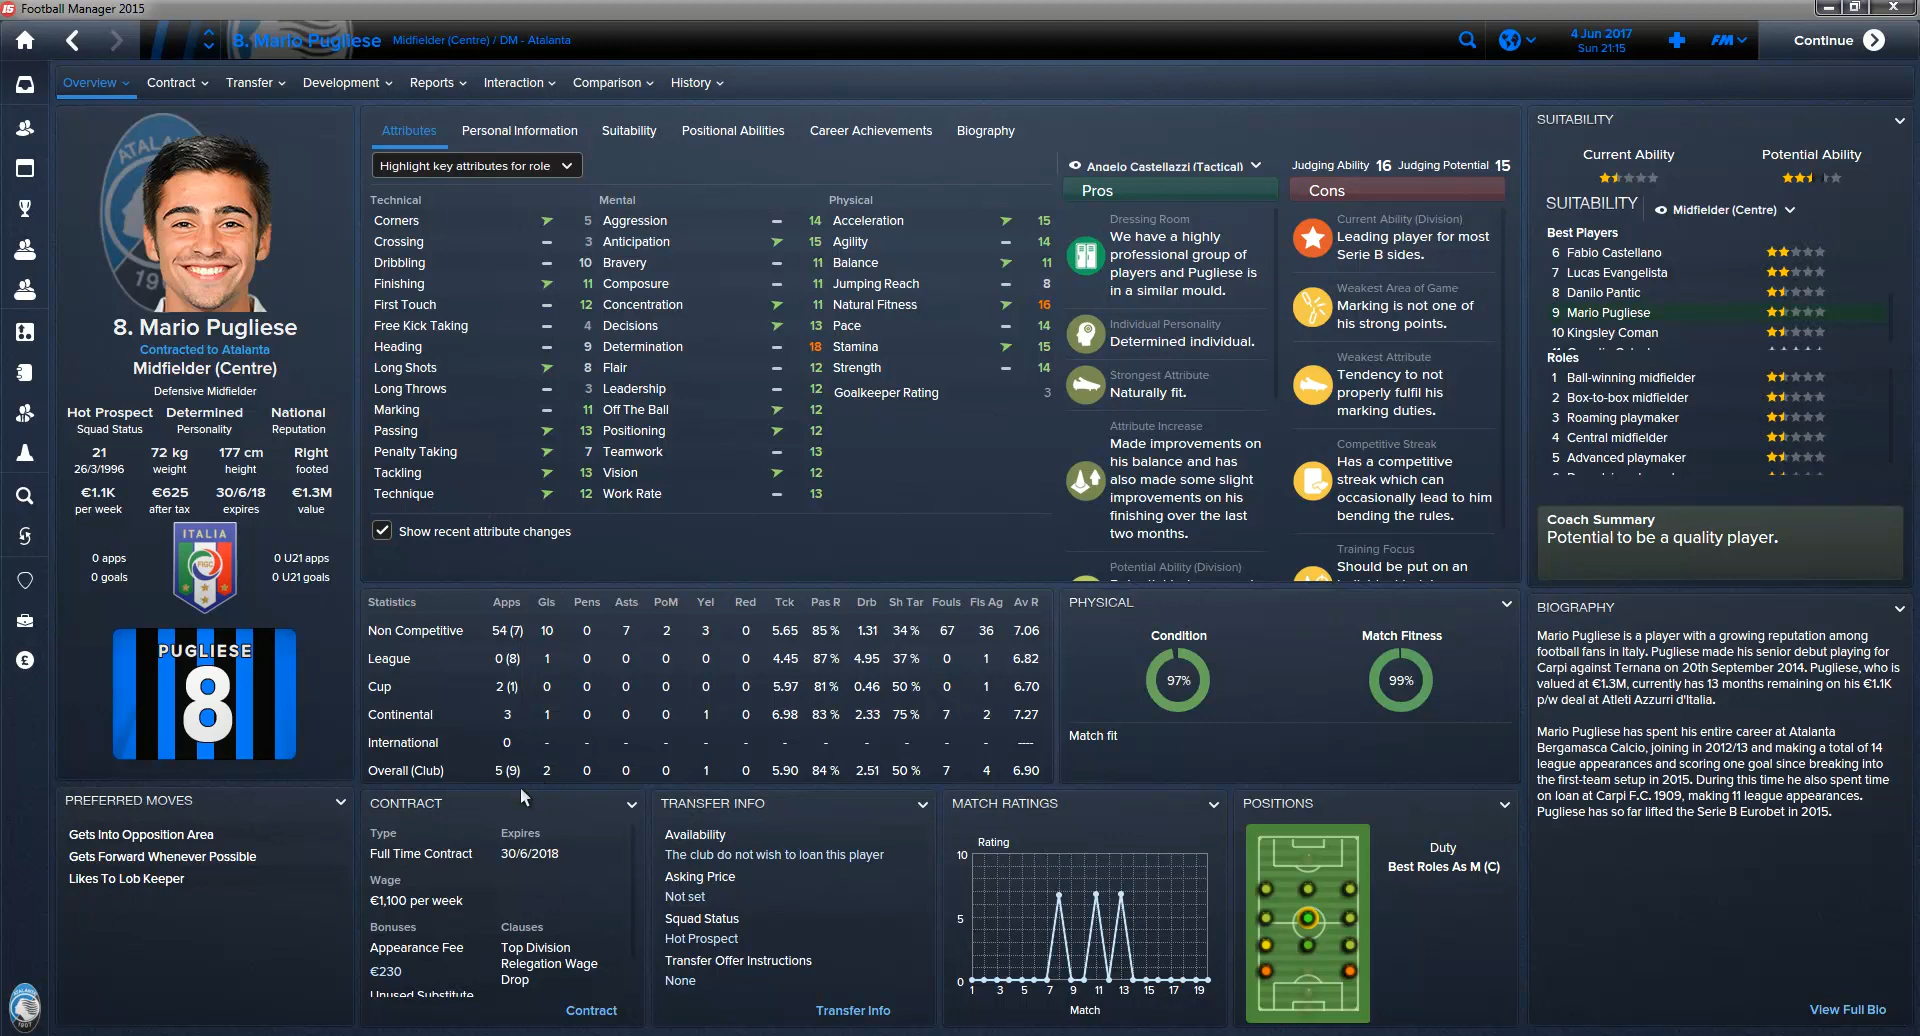 Football Manager 2015
8. Mario Pugliese Midfielder (Centre) / DM - Atalanta
4 Jun 2017
Sun 21:15
FM
Continue
Overview Contract Transfer Development Reports Interaction Comparison History
ATALANTA
8. Mario Pugliese
Contracted to Atalanta
Midfielder (Centre)
Defensive Midfielder
Hot Prospect Determined National
Squad Status Personality Reputation
21 72 kg 177 cm Right
26/3/1996 weight height footed
€1.1K €625 30/6/18 €1.3M
per week after tax expires value
ITALIA
FIGC
0 apps 0 U21 apps
0 goals 0 U21 goals
PUGLIESE
8
Attributes Personal Information Suitability Positional Abilities Career Achievements Biography
Highlight key attributes for role
Technical Mental Physical
Corners 5 Aggression 14 Acceleration 15
Crossing 3 Anticipation 15 Agility 14
Dribbling 10 Bravery 11 Balance 11
Finishing 11 Composure 11 Jumping Reach 8
First Touch 12 Concentration 11 Natural Fitness 16
Free Kick Taking 4 Decisions 13 Pace 14
Heading 9 Determination 18 Stamina 15
Long Shots 8 Flair 12 Strength 14
Long Throws 3 Leadership 12 Goalkeeper Rating 3
Marking 11 Off The Ball 12
Passing 13 Positioning 12
Penalty Taking 7 Teamwork 13
Tackling 13 Vision 12
Technique 12 Work Rate 13
Show recent attribute changes
Angelo Castellazzi (Tactical) Judging Ability 16 Judging Potential 15
Pros
Dressing Room
We have a highly
professional group of
players and Pugliese is
in a similar mould.
Individual Personality
Determined individual.
Strongest Attribute
Naturally fit.
Attribute Increase
Made improvements on
his balance and has
also made some slight
improvements on his
finishing over the last
two months.
Potential Ability (Division)
Cons
Current Ability (Division)
Leading player for most
Serie B sides.
Weakest Area of Game
Marking is not one of
his strong points.
Weakest Attribute
Tendency to not
properly fulfil his
marking duties.
Competitive Streak
Has a competitive
streak which can
occasionally lead to him
bending the rules.
Training Focus
Should be put on an
SUITABILITY
Current Ability Potential Ability
SUITABILITY Midfielder (Centre)
Best Players
6 Fabio Castellano
7 Lucas Evangelista
8 Danilo Pantic
9 Mario Pugliese
10 Kingsley Coman
Roles
1 Ball-winning midfielder
2 Box-to-box midfielder
3 Roaming playmaker
4 Central midfielder
5 Advanced playmaker
Coach Summary
Potential to be a quality player.
Statistics Apps Gls Pens Asts PoM Yel Red Tck Pas R Drb Sh Tar Fouls Fls Ag Av R
Non Competitive 54 (7) 10 0 7 2 3 0 5.65 85 % 1.31 34 % 67 36 7.06
League 0 (8) 1 0 0 0 0 0 4.45 87 % 4.95 37 % 0 1 6.82
Cup 2 (1) 0 0 0 0 0 0 5.97 81 % 0.46 50 % 0 1 6.70
Continental 3 1 0 0 0 1 0 6.98 83 % 2.33 75 % 7 2 7.27
International 0 - - - - - - - - - - - - ----
Overall (Club) 5 (9) 2 0 0 0 1 0 5.90 84 % 2.51 50 % 7 4 6.90
PHYSICAL
Condition Match Fitness
97% 99%
Match fit
BIOGRAPHY
Mario Pugliese is a player with a growing reputation among
football fans in Italy. Pugliese made his senior debut playing for
Carpi against Ternana on 20th September 2014. Pugliese, who is
valued at €1.3M, currently has 13 months remaining on his €1.1K
p/w deal at Atleti Azzurri d'Italia.
Mario Pugliese has spent his entire career at Atalanta
Bergamasca Calcio, joining in 2012/13 and making a total of 14
league appearances and scoring one goal since breaking into
the first-team setup in 2015. During this time he also spent time
on loan at Carpi F.C. 1909, making 11 league appearances.
Pugliese has so far lifted the Serie B Eurobet in 2015.
View Full Bio
PREFERRED MOVES
Gets Into Opposition Area
Gets Forward Whenever Possible
Likes To Lob Keeper
CONTRACT
Type Expires
Full Time Contract 30/6/2018
Wage
€1,100 per week
Bonuses Clauses
Appearance Fee Top Division
€230 Relegation Wage
Drop
Unused Substitute
Contract
TRANSFER INFO
Availability
The club do not wish to loan this player
Asking Price
Not set
Squad Status
Hot Prospect
Transfer Offer Instructions
None
Transfer Info
MATCH RATINGS
Rating
10
5
0
1 3 5 7 9 11 13 15 17 19
Match
POSITIONS
Duty
Best Roles As M (C)